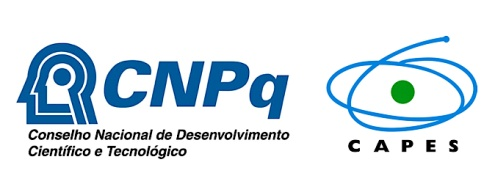 CNPq
Conselho Nacional de Desenvolvimento
Científico e Tecnológico
CAPES